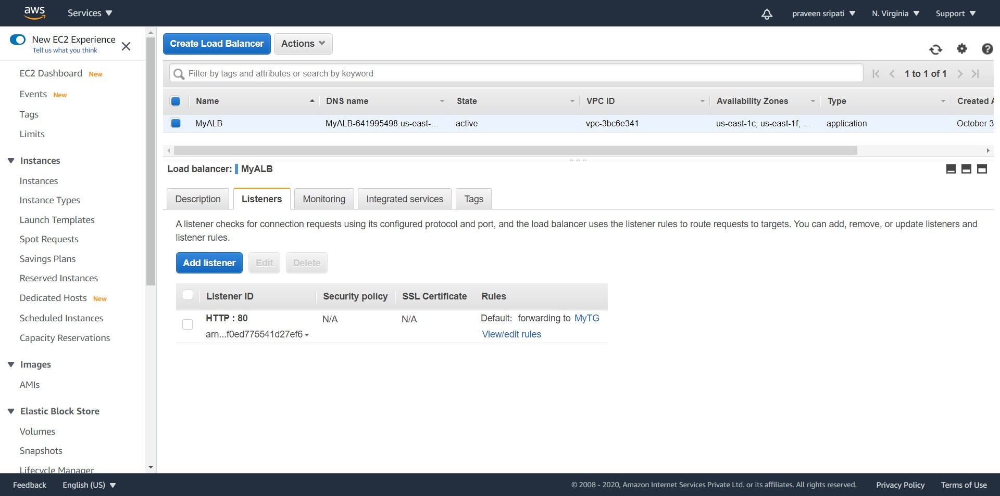 aws
Services
praveen sripati
N. Virginia
Support
New EC2 Experience
Tell us what you think
EC2 Dashboard New
Events New
Tags
Limits
Instances
Instances
Instance Types
Launch Templates
Spot Requests
Savings Plans
Reserved Instances
Dedicated Hosts New
Scheduled Instances
Capacity Reservations
Images
AMIs
Elastic Block Store
Volumes
Snapshots
Lifecycle Manager
Create Load Balancer
Actions
Filter by tags and attributes or search by keyword
1 to 1 of 1
Name DNS name State VPC ID Availability Zones Type Created A
MyALB MyALB-641995498.us-east-... active vpc-3bc6e341 us-east-1c, us-east-1f, ... application October 3
Load balancer: MyALB
Description Listeners Monitoring Integrated services Tags
A listener checks for connection requests using its configured protocol and port, and the load balancer uses the listener rules to route requests to targets. You can add, remove, or update listeners and
listener rules.
Add listener Edit Delete
Listener ID Security policy SSL Certificate Rules
HTTP : 80 N/A N/A Default: forwarding to MyTG
arn...f0ed775541d27ef6 View/edit rules
Feedback English (US) © 2008 - 2020, Amazon Internet Services Private Ltd. or its affiliates. All rights reserved. Privacy Policy Terms of Use